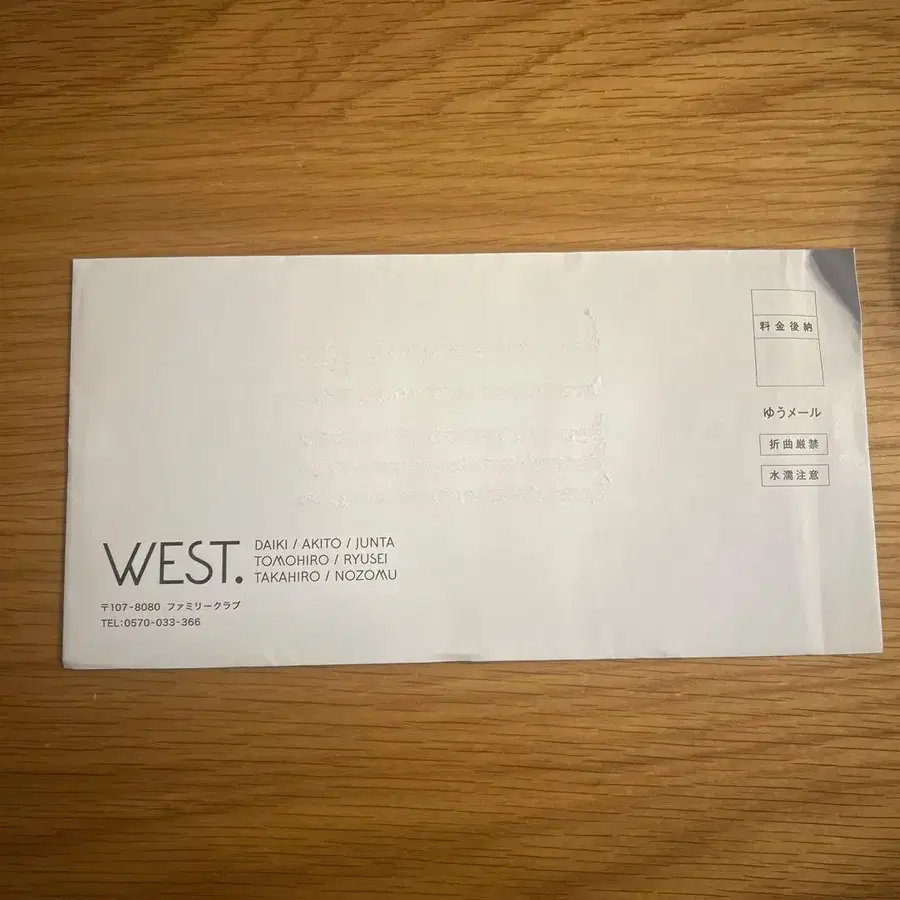 料金後納
ゆうメール
折曲厳禁
水濡注意
WEST.
DAIKI / AKITO / JUNTA
TOMOHIRO / RYUSEI
TAKAHIRO / NOZOMU
〒107-8080 ファミリークラブ
TEL:0570-033-366